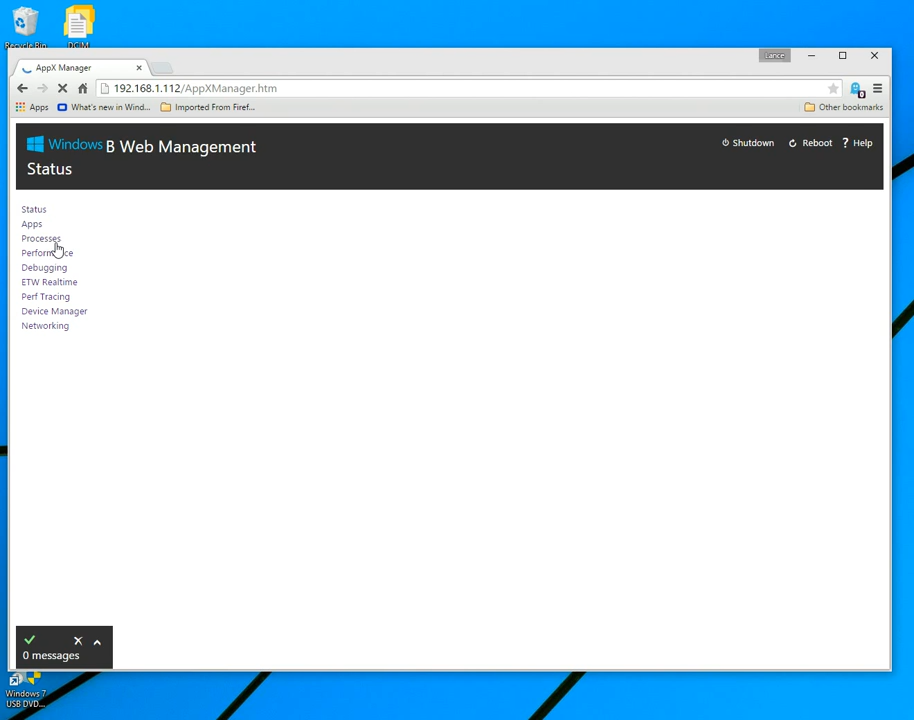 Recycle Bin
DCIM
Lance
AppX Manager
192.168.1.112/AppXManager.htm
Apps
What's new in Wind...
Imported From Firef...
Other bookmarks
Windows B Web Management
Shutdown
Reboot
? Help
Status
Status
Apps
Processes
Performance
Debugging
ETW Realtime
Perf Tracing
Device Manager
Networking
0 messages
Windows 7
USB DVD...